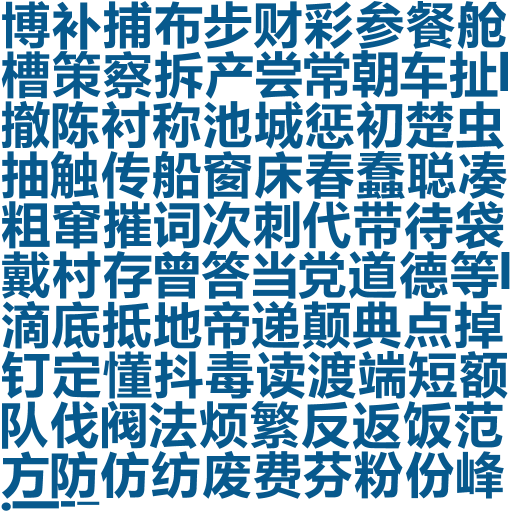 博补捕布步财彩参餐舱
槽策察拆产尝常朝车扯
撤陈衬称池城惩初楚虫
抽触传船窗床春蠢聪凑
粗窜摧词次刺代带待袋
戴村存曾答当党道德等
滴底抵地帝递颠典点掉
钉定懂抖毒读渡端短额
队伐阀法烦繁反返饭范
方防仿纺废费芬粉份峰